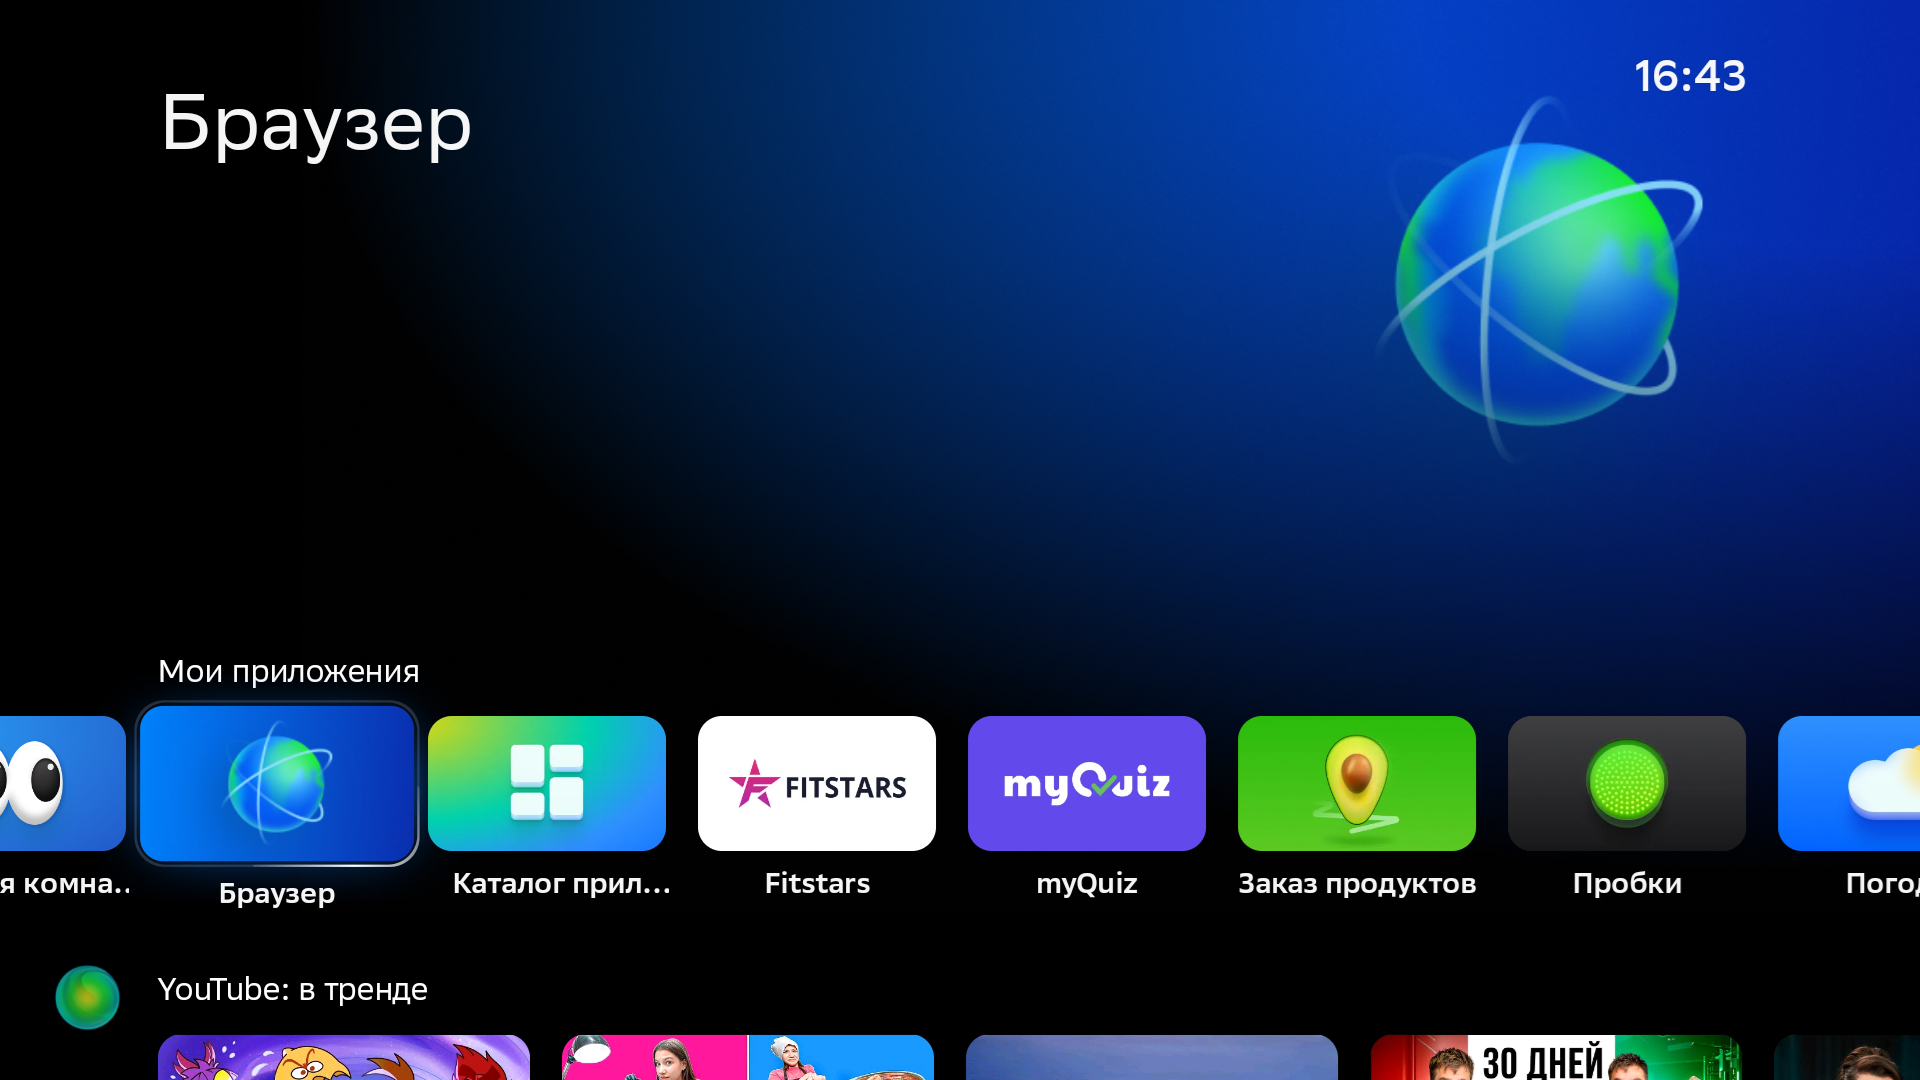 16:43
Браузер
Мои приложения
FITSTARS
myQuiz
я комна..
Браузер
Каталог прил...
Fitstars
myQuiz
Заказ продуктов
Пробки
Погод
YouTube: в тренде
30 ДНЕЙ